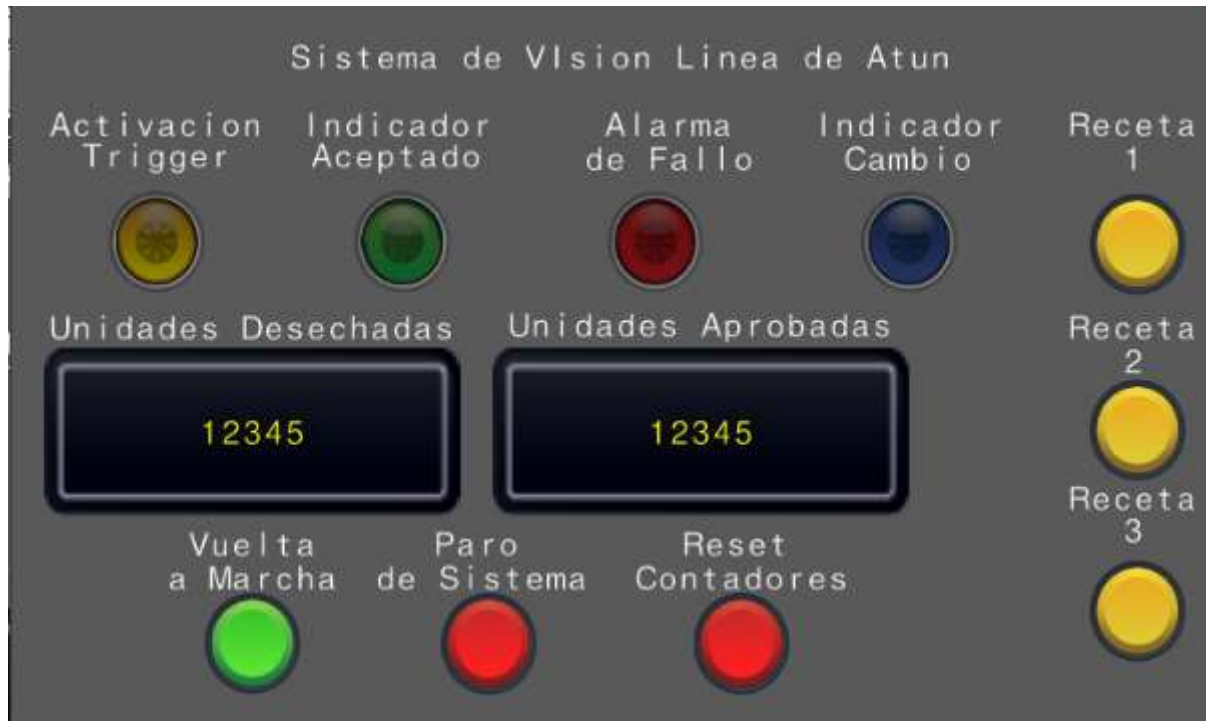 Sistema de VIsion Linea de Atun
Activacion
Trigger
Indicador
Aceptado
Alarma
de Fallo
Indicador
Cambio
Receta
1
Unidades Desechadas
12345
Unidades Aprobadas
12345
Receta
2
Receta
3
Vuelta
a Marcha
Paro
de Sistema
Reset
Contadores